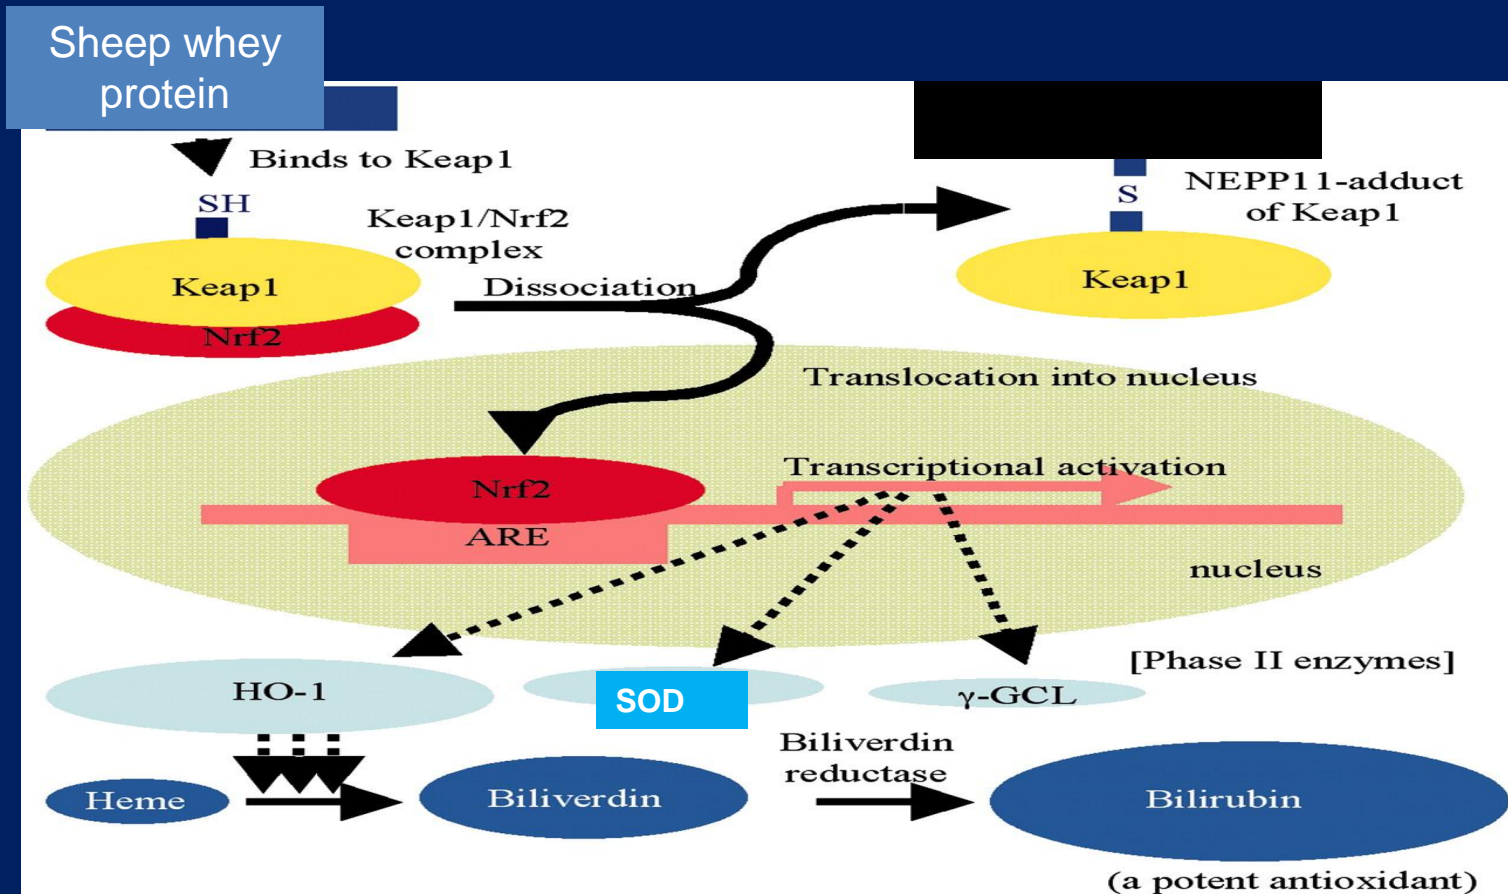 Sheep whey
protein
Binds to Keap1
SH
Keap1/Nrf2
complex
Keap1
Nrf2
Dissociation
S
NEPP11-adduct
of Keap1
Keap1
Translocation into nucleus
Transcriptional activation
Nrf2
ARE
nucleus
[Phase II enzymes]
HO-1
SOD
γ-GCL
Biliverdin
reductase
Heme
Biliverdin
Bilirubin
(a potent antioxidant)